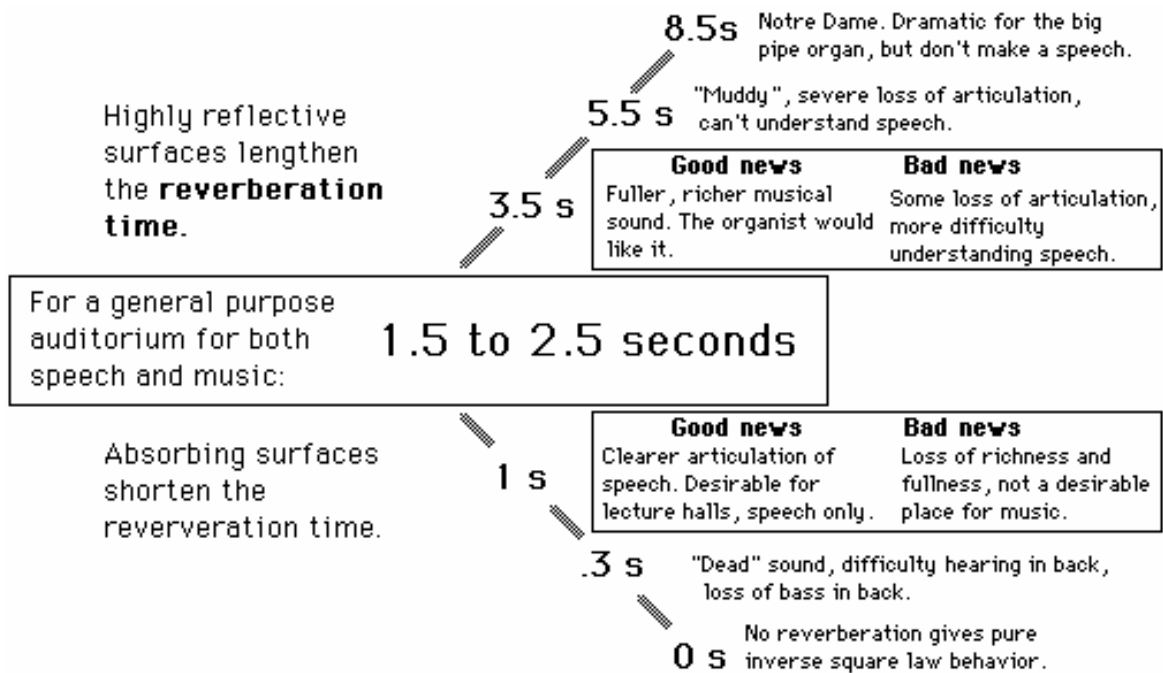 8.5s
Notre Dame. Dramatic for the big
pipe organ, but don't make a speech.
5.5 s
"Muddy", severe loss of articulation,
can't understand speech.
Highly reflective
surfaces lengthen
the reverberation
time.
3.5 s
Good news
Fuller, richer musical
sound. The organist would
like it.
Bad news
Some loss of articulation,
more difficulty
understanding speech.
For a general purpose
auditorium for both
speech and music:
1.5 to 2.5 seconds
Absorbing surfaces
shorten the
reververation time.
1 s
Good news
Clearer articulation of
speech. Desirable for
lecture halls, speech only.
Bad news
Loss of richness and
fullness, not a desirable
place for music.
.3 s
"Dead" sound, difficulty hearing in back,
loss of bass in back.
0 s
No reverberation gives pure
inverse square law behavior.